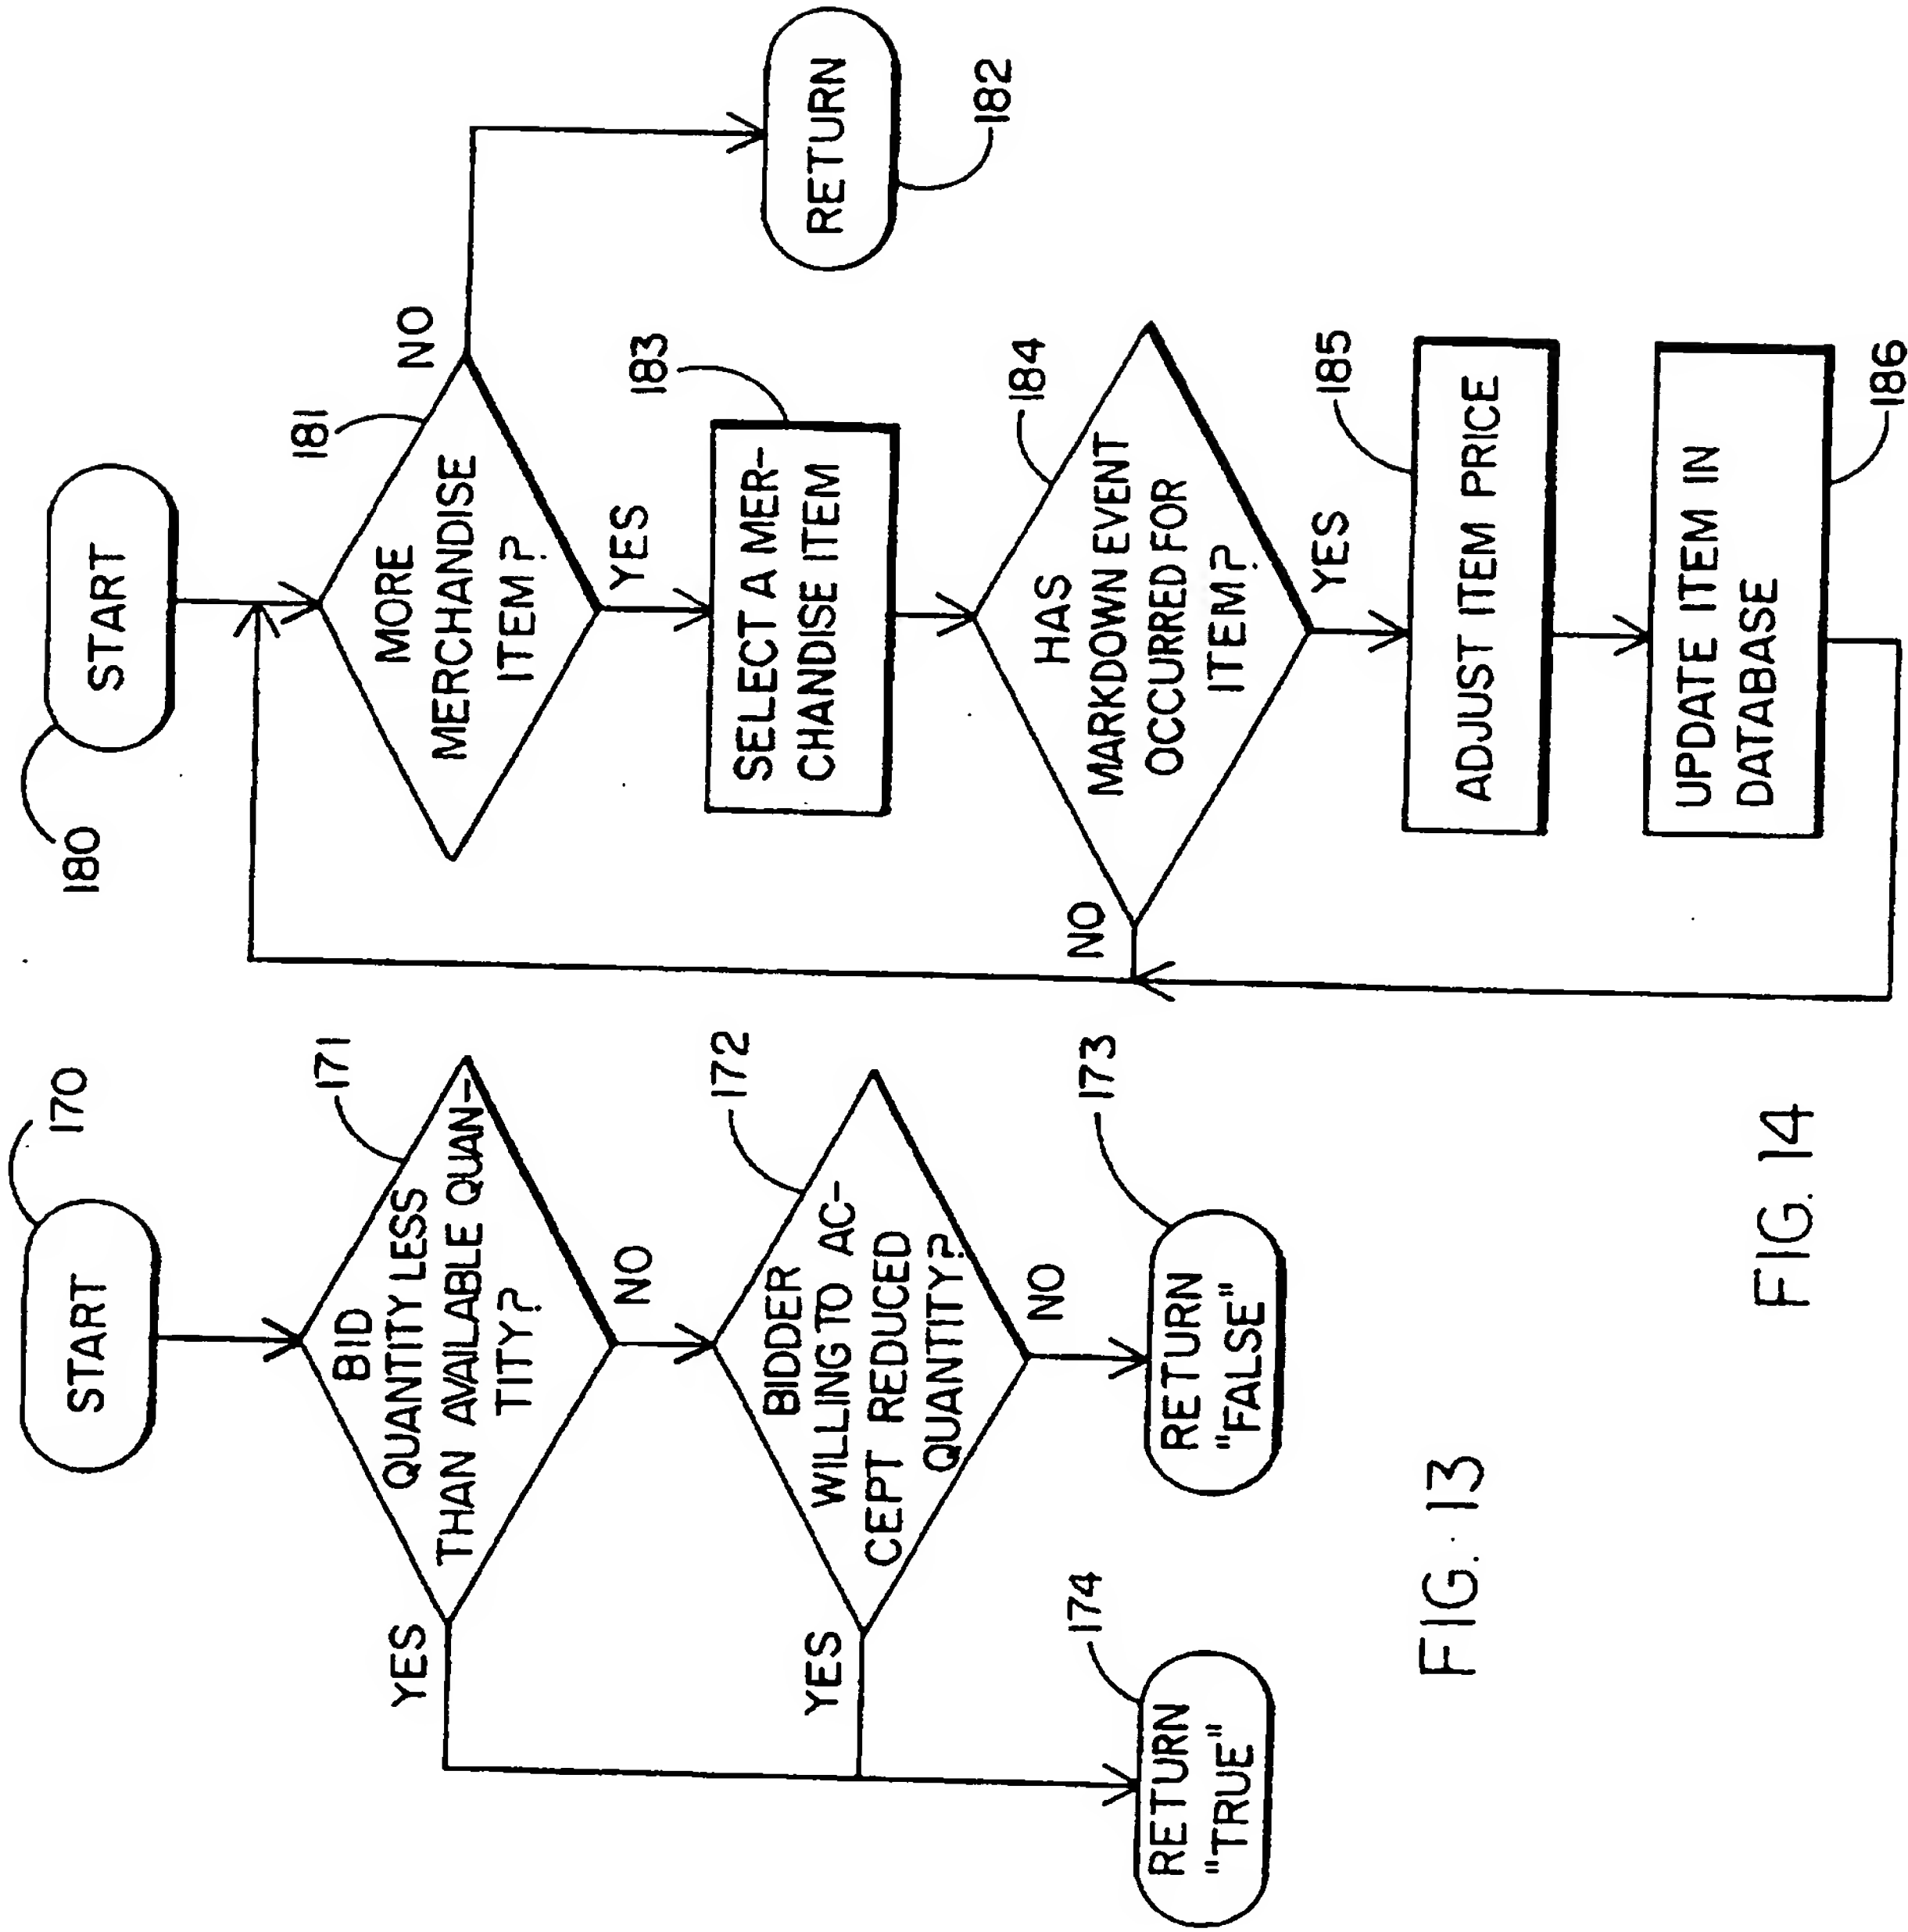 START
170
BID
QUANTITY LESS
THAN AVAILABLE QUAN-
TITY?
171
YES
NO
BIDDER
WILLING TO AC-
CEPT REDUCED
QUANTITY?
172
YES
NO
RETURN
"TRUE"
174
RETURN
"FALSE"
173
FIG. 13
180
START
MORE
MERCHANDISE
ITEM?
181
NO
RETURN
182
YES
SELECT A MER-
CHANDISE ITEM
183
HAS
MARKDOWN EVENT
OCCURRED FOR
ITEM?
184
NO
YES
ADJUST ITEM PRICE
185
UPDATE ITEM IN
DATABASE
186
FIG. 14